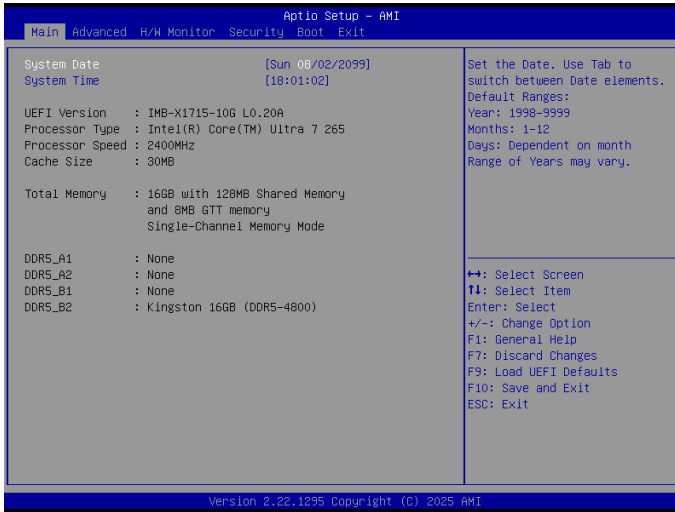 Aptio Setup - AMI
Main Advanced H/W Monitor Security Boot Exit
System Date [Sun 08/02/2099]
System Time [18:01:02]
UEFI Version : IMB-X1715-10G L0.20A
Processor Type : Intel(R) Core(TM) Ultra 7 265
Processor Speed : 2400MHz
Cache Size : 30MB
Total Memory : 16GB with 128MB Shared Memory
and 8MB GTT memory
Single-Channel Memory Mode
DDR5_A1 : None
DDR5_A2 : None
DDR5_B1 : None
DDR5_B2 : Kingston 16GB (DDR5-4800)
Set the Date. Use Tab to
switch between Date elements.
Default Ranges:
Year: 1998-9999
Months: 1-12
Days: Dependent on month
Range of Years may vary.
↔: Select Screen
↑↓: Select Item
Enter: Select
+/-: Change Option
F1: General Help
F7: Discard Changes
F9: Load UEFI Defaults
F10: Save and Exit
ESC: Exit
Version 2.22.1295 Copyright (C) 2025 AMI